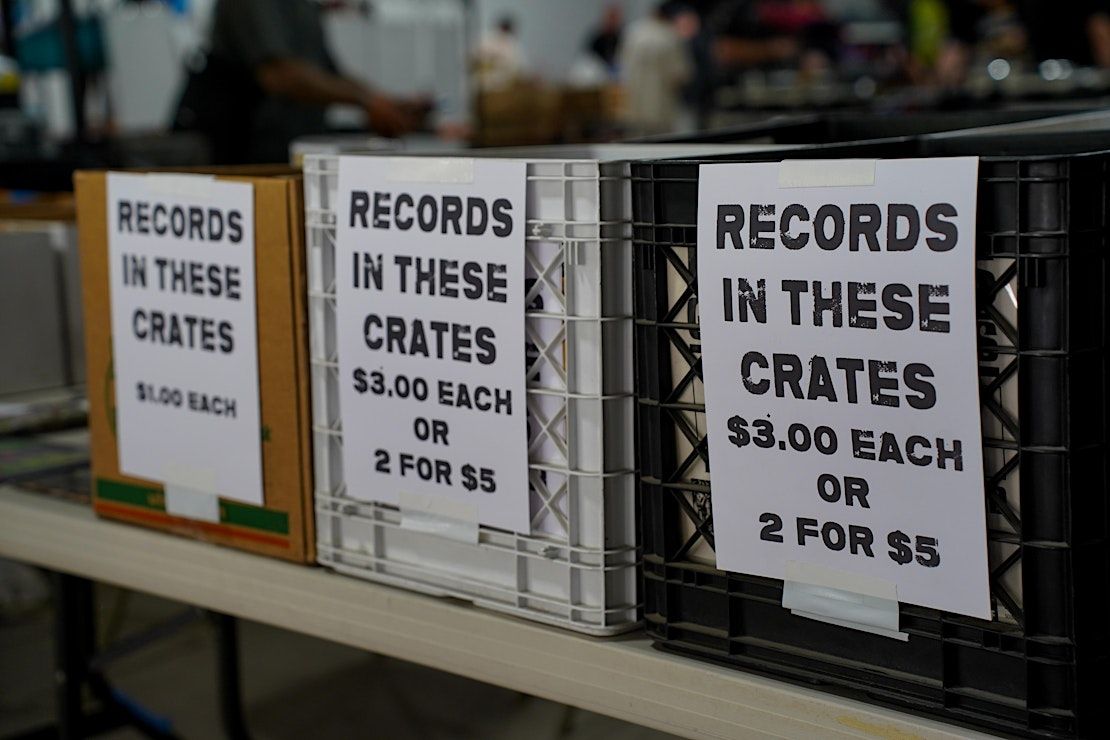 RECORDS
IN THESE
CRATES
$1.00 EACH
RECORDS
IN THESE
CRATES
$3.00 EACH
OR
2 FOR $5
RECORDS
IN THESE
CRATES
$3.00 EACH
OR
2 FOR $5